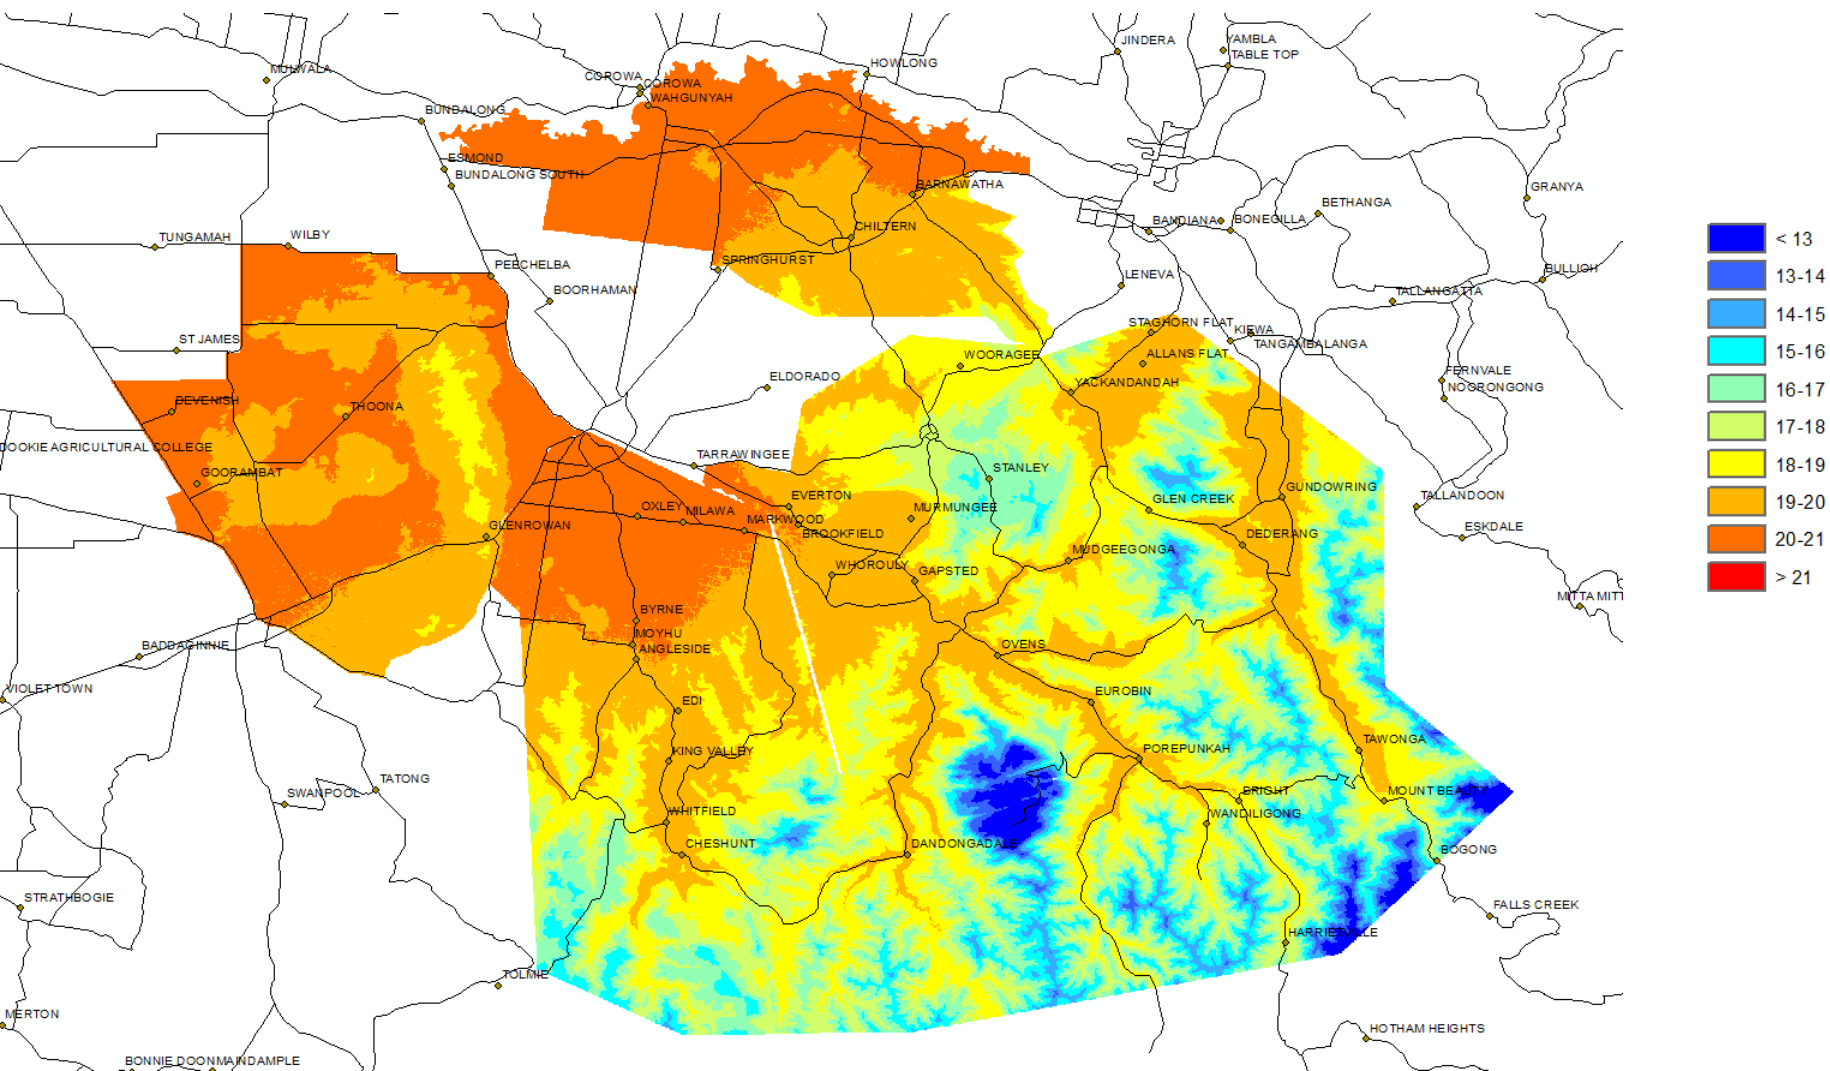 JINDERA
YAMBLA
TABLE TOP
HOWLONG
MULWALA
COROWA
COROWA
WAHGUNYAH
BUNDALONG
ESMOND
BUNDALONG SOUTH
BARNAWATHA
GRANYA
BETHANGA
BANDIANA
BONEGILLA
CHILTERN
TUNGAMAH
WILBY
SPRINGHURST
PEECHELBA
LENEVA
BULLIOH
BOORHAMAN
TALLANGATTA
STAGHORN FLAT
KIEWA
TANGAMBALANGA
ST JAMES
WOORAGEE
ALLANS FLAT
ELDORADO
YACKANDANDAH
FERNVALE
NOORONGONG
DEVENISH
THOONA
DOOKIE AGRICULTURAL COLLEGE
TARRAWINGEE
GOORAMBAT
STANLEY
GUNDOWRING
EVERTON
GLEN CREEK
TALLANDOON
OXLEY
MILAWA
MURMUNGEE
MARKWOOD
GLENROWAN
BROOKFIELD
DEDERANG
ESKDALE
MUDGEEGONGA
WHOROULY
GAPSTED
MITTA MITT
BYRNE
MOYHU
ANGLESIDE
BADDAGINNIE
OVENS
VIOLET TOWN
EUROBIN
EDI
KING VALLEY
POREPUNKAH
TAWONGA
TATONG
SWANPOOL
BRIGHT
MOUNT BEAUTY
WHITFIELD
WANDILIGONG
CHESHUNT
DANDONGADALE
BOGONG
STRATHBOGIE
FALLS CREEK
HARRIETVILLE
TOLMIE
MERTON
HOTHAM HEIGHTS
BONNIE DOON
MAINDAMPLE
< 13
13-14
14-15
15-16
16-17
17-18
18-19
19-20
20-21
> 21